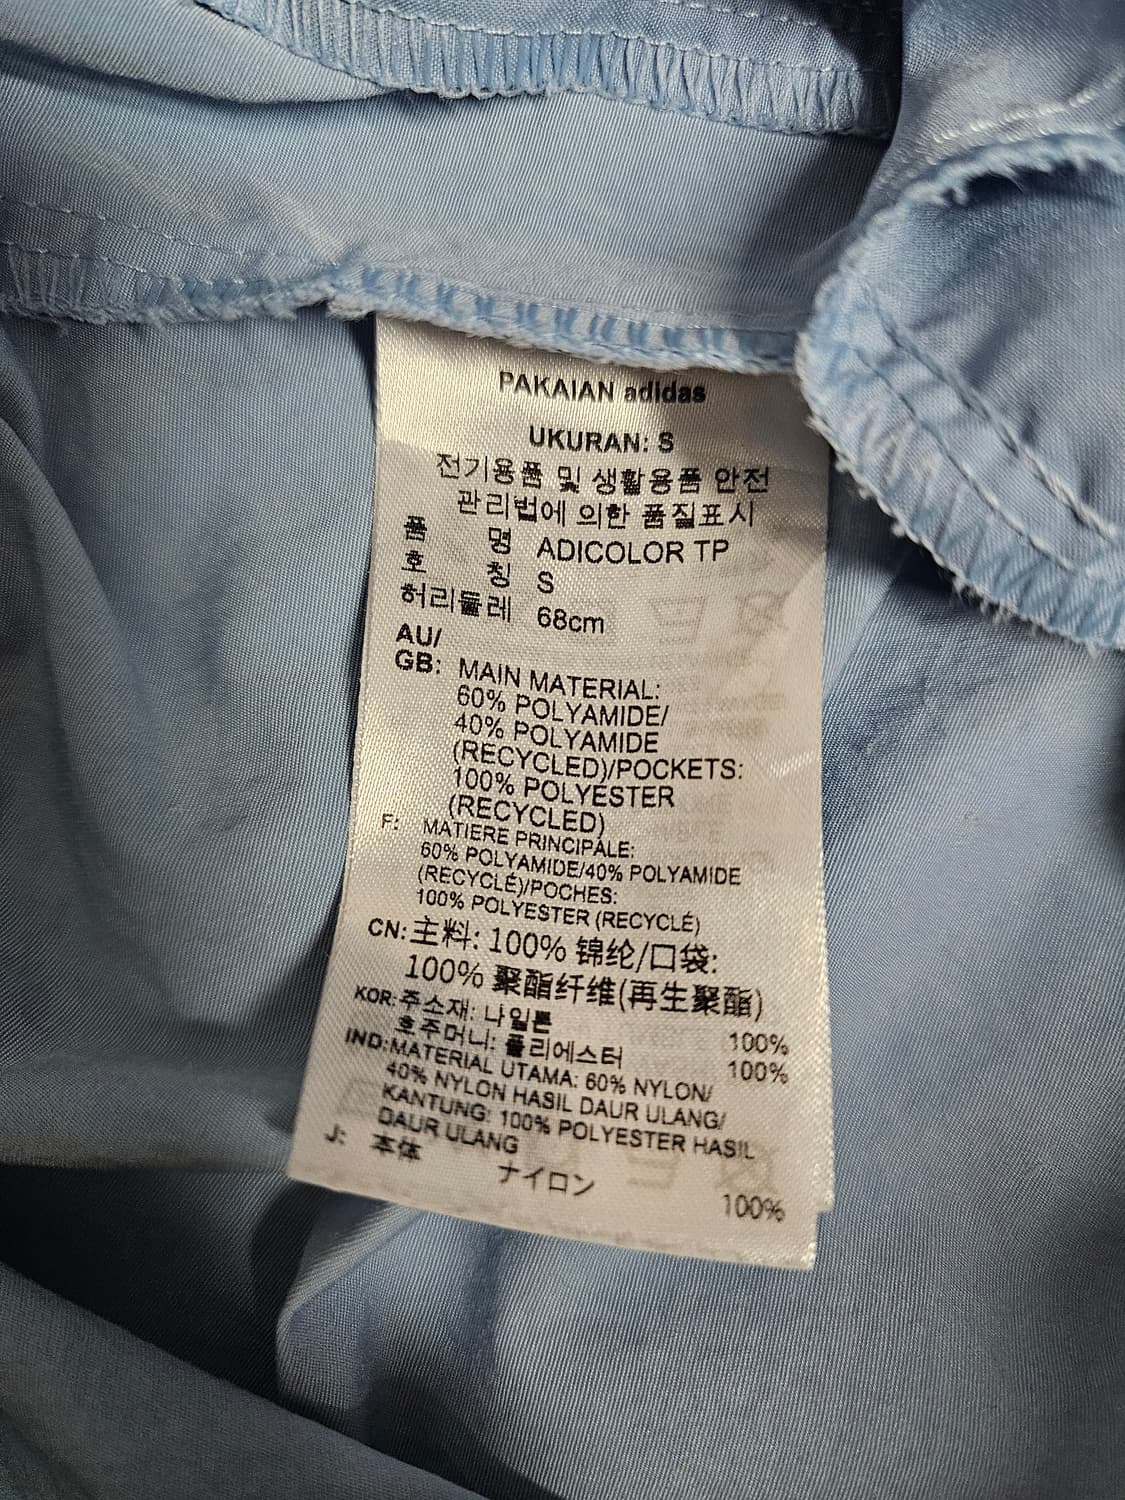 PAKAIAN adidas
UKURAN: S
전기용품 및 생활용품 안전
관리법에 의한 품질표시
품 명 ADICOLOR TP
호 칭 S
허리둘레 68cm
AU/
GB: MAIN MATERIAL:
60% POLYAMIDE/
40% POLYAMIDE
(RECYCLED)/POCKETS:
100% POLYESTER
(RECYCLED)
F: MATIERE PRINCIPALE:
60% POLYAMIDE/40% POLYAMIDE
(RECYCLÉ)/POCHES:
100% POLYESTER (RECYCLÉ)
CN: 主料: 100% 锦纶/口袋:
100% 聚酯纤维(再生聚酯)
KOR: 주소재: 나일론 100%
호주머니: 폴리에스터 100%
IND: MATERIAL UTAMA: 60% NYLON/
40% NYLON HASIL DAUR ULANG/
KANTUNG: 100% POLYESTER HASIL
DAUR ULANG
J: 本体 ナイロン 100%